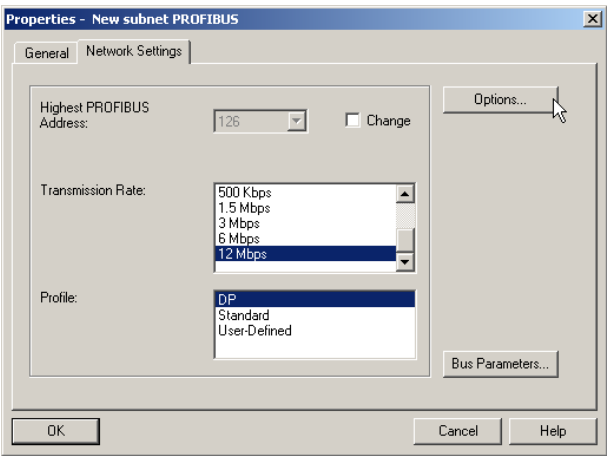 Properties -  New subnet PROFIBUS
General
Network Settings
Highest PROFIBUS
Address:
126
Change
Options...
Transmission Rate:
500 Kbps
1.5 Mbps
3 Mbps
6 Mbps
12 Mbps
Profile:
DP
Standard
User-Defined
Bus Parameters...
OK
Cancel
Help